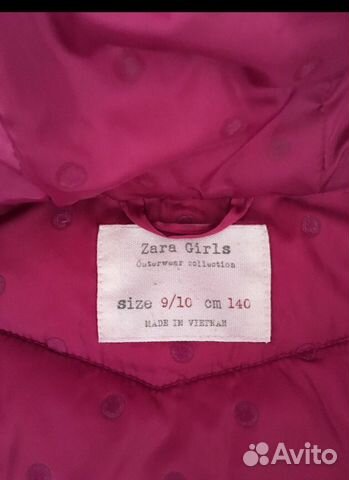 Zara Girls
Outerwear collection
size 9/10 cm 140
MADE IN VIETNAM
Avito